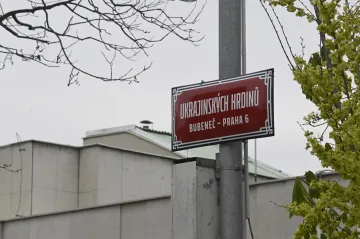 UKRAJINSKÝCH HRDINŮ
BUBENEČ – PRAHA 6